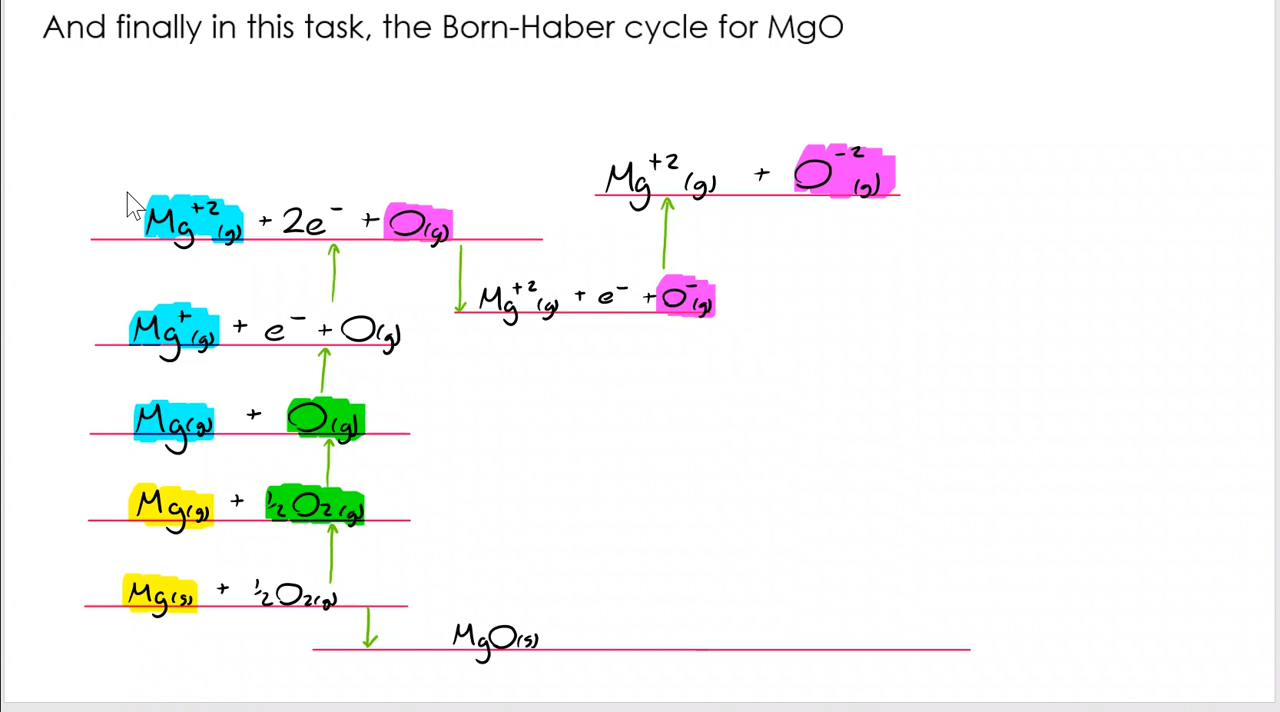 And finally in this task, the Born-Haber cycle for MgO
Mg⁺²(g) + O⁻²(g)
Mg⁺²(g) + 2e⁻ + O(g)
Mg⁺²(g) + e⁻ + O⁻(g)
Mg⁺(g) + e⁻ + O(g)
Mg(g) + O(g)
Mg(g) + ½O₂(g)
Mg(s) + ½O₂(g)
MgO(s)